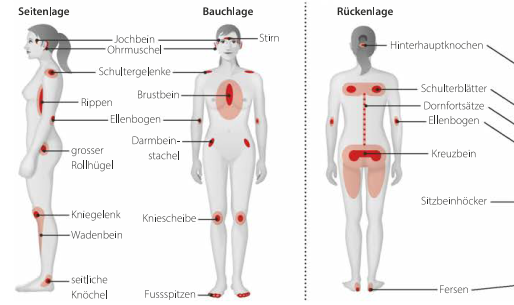 Seitenlage
Bauchlage
Rückenlage
Jochbein
Ohrmuschel
Stirn
Hinterhauptknochen
Schultergelenke
Schulterblätter
Rippen
Brustbein
Dornfortsätze
Ellenbogen
Ellenbogen
Darmbein-
stachel
grosser
Rollhügel
Kreuzbein
Sitzbeinhöcker
Kniegelenk
Kniescheibe
Wadenbein
seitliche
Knöchel
Fussspitzen
Fersen